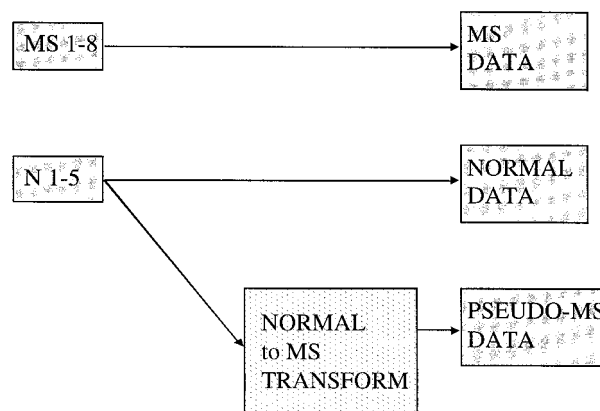 MS 1-8
MS
DATA
N 1-5
NORMAL
DATA
NORMAL
to MS
TRANSFORM
PSEUDO-MS
DATA